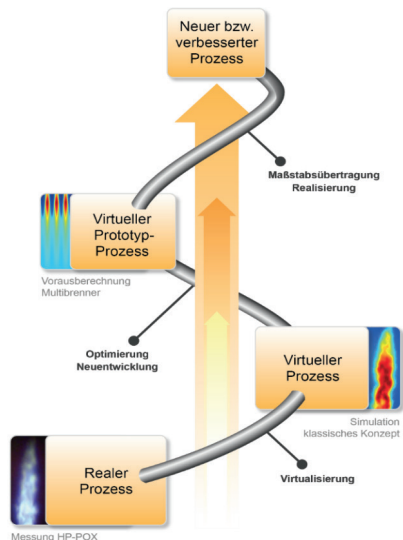 Neuer bzw.
verbesserter
Prozess
Maßstabsübertragung
Realisierung
Virtueller
Prototyp-
Prozess
Vorausberechnung
Multibrenner
Optimierung
Neuentwicklung
Virtueller
Prozess
Simulation
klassisches Konzept
Realer
Prozess
Virtualisierung
Messung HP-POX